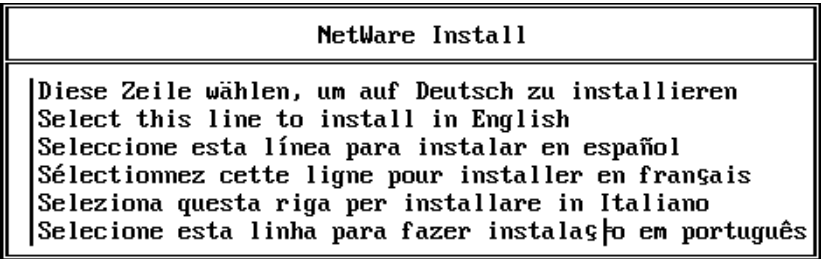 NetWare Install
Diese Zeile wählen, um auf Deutsch zu installieren
Select this line to install in English
Seleccione esta línea para instalar en español
Sélectionnez cette ligne pour installer en français
Seleziona questa riga per installare in Italiano
Selecione esta linha para fazer instalaç╞o em português